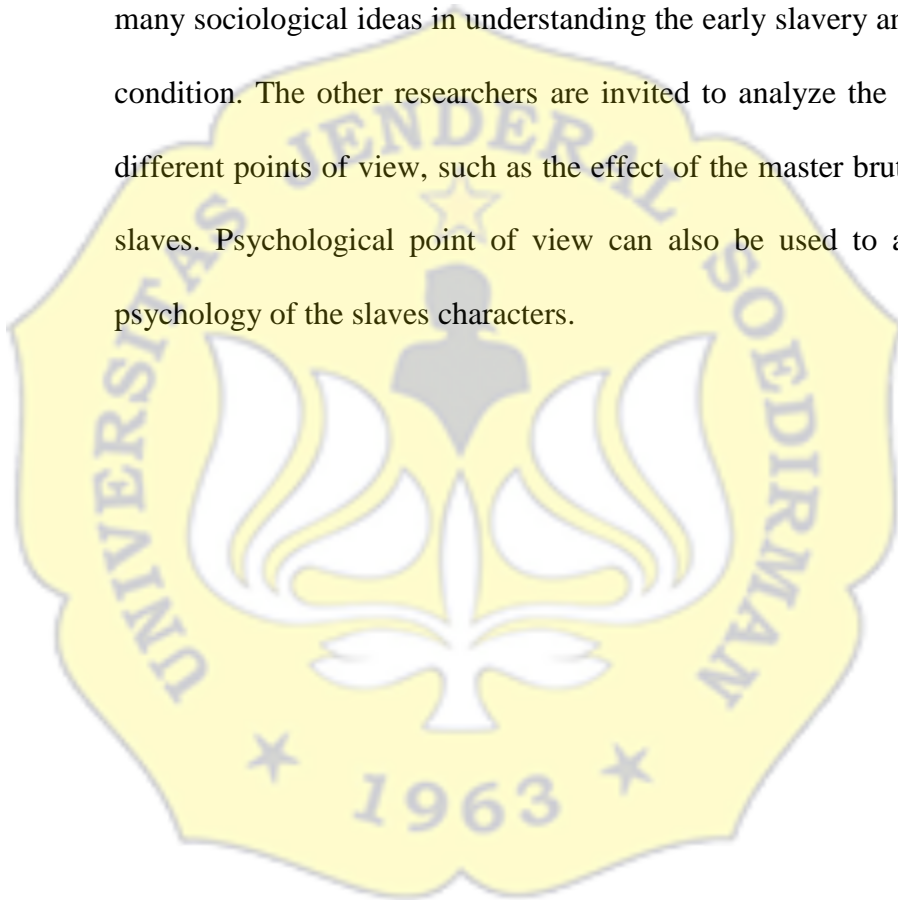 many sociological ideas in understanding the early slavery
condition. The other researchers are invited to analyze the
different points of view, such as the effect of the master
slaves. Psychological point of view can also be used to
psychology of the slaves characters.
UNIVERSITAS JENDERAL SOEDIRMAN
1963